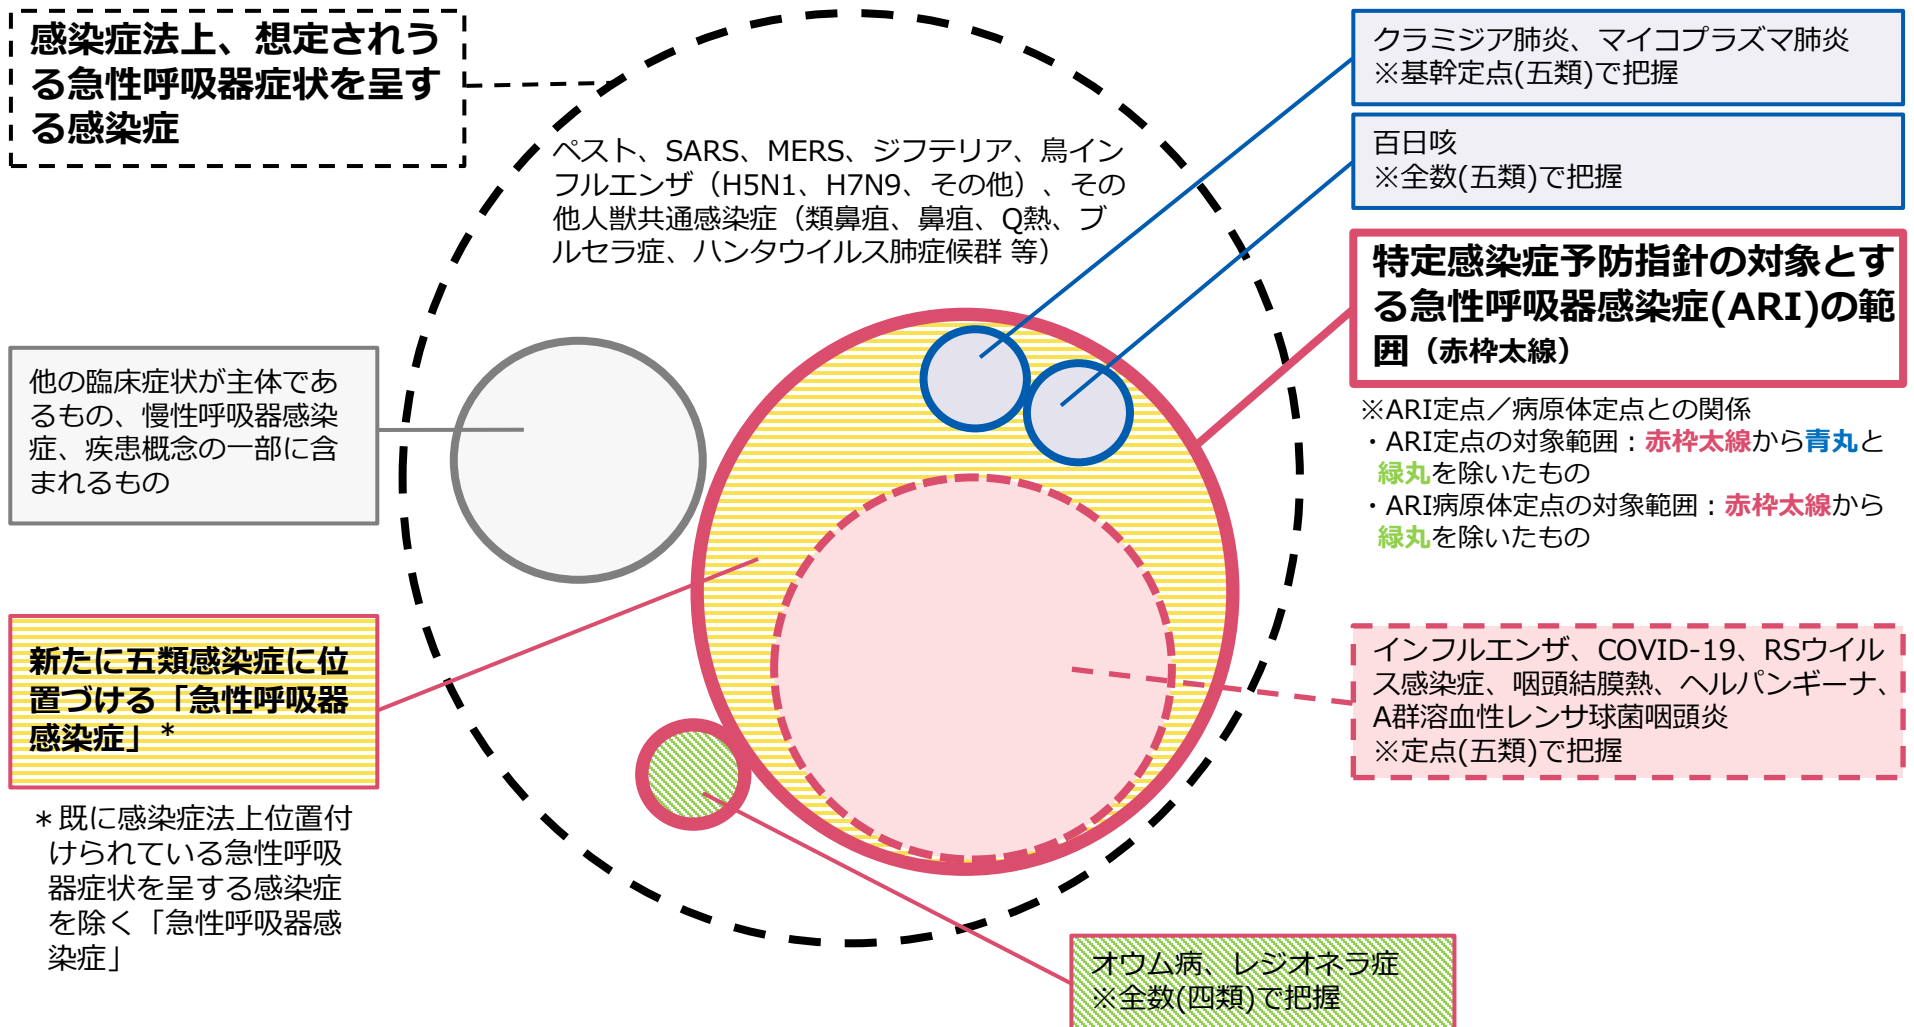 感染症法上、想定されう
る急性呼吸器症状を呈す
る感染症
ペスト、SARS、MERS、ジフテリア、鳥イン
フルエンザ（H5N1、H7N9、その他）、その
他人獣共通感染症（類鼻疽、鼻疽、Q熱、ブ
ルセラ症、ハンタウイルス肺症候群 等）
クラミジア肺炎、マイコプラズマ肺炎
※基幹定点(五類)で把握
百日咳
※全数(五類)で把握
特定感染症予防指針の対象とす
る急性呼吸器感染症(ARI)の範
囲（赤枠太線）
※ARI定点／病原体定点との関係
・ARI定点の対象範囲：赤枠太線から青丸と
緑丸を除いたもの
・ARI病原体定点の対象範囲：赤枠太線から
緑丸を除いたもの
他の臨床症状が主体であ
るもの、慢性呼吸器感染
症、疾患概念の一部に含
まれるもの
新たに五類感染症に位
置づける「急性呼吸器
感染症」*
＊既に感染症法上位置付
けられている急性呼吸
器症状を呈する感染症
を除く「急性呼吸器感
染症」
インフルエンザ、COVID-19、RSウイル
ス感染症、咽頭結膜熱、ヘルパンギーナ、
A群溶血性レンサ球菌咽頭炎
※定点(五類)で把握
オウム病、レジオネラ症
※全数(四類)で把握